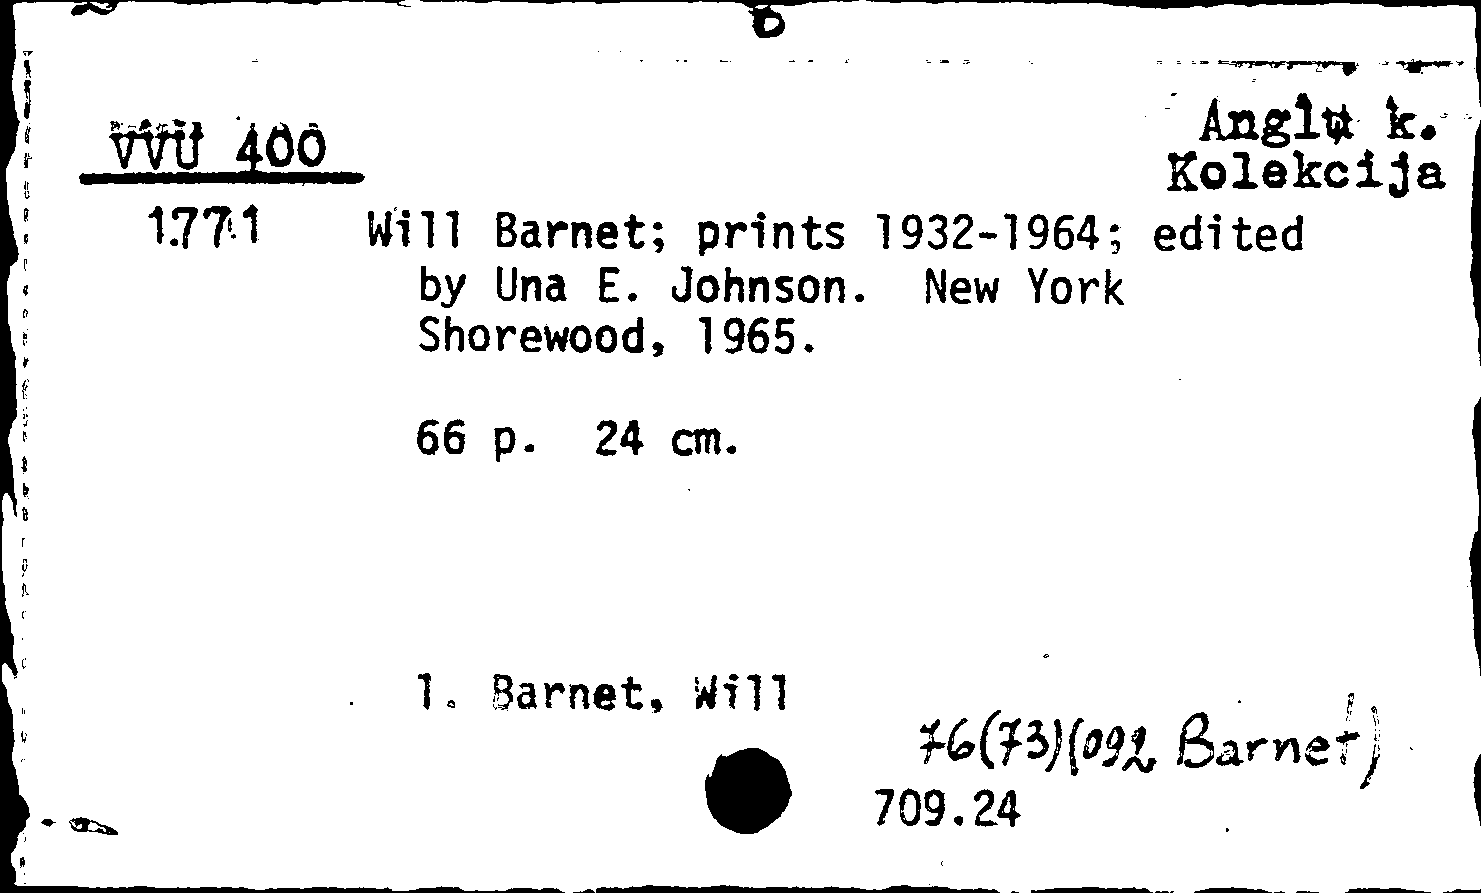 Anglų k.
VVU 400
Kolekcija
1771
Will Barnet; prints 1932-1964; edited
by Una E. Johnson. New York
Shorewood, 1965.
66 p. 24 cm.
1. Barnet, Will
76(73)(092 Barnet)
709.24